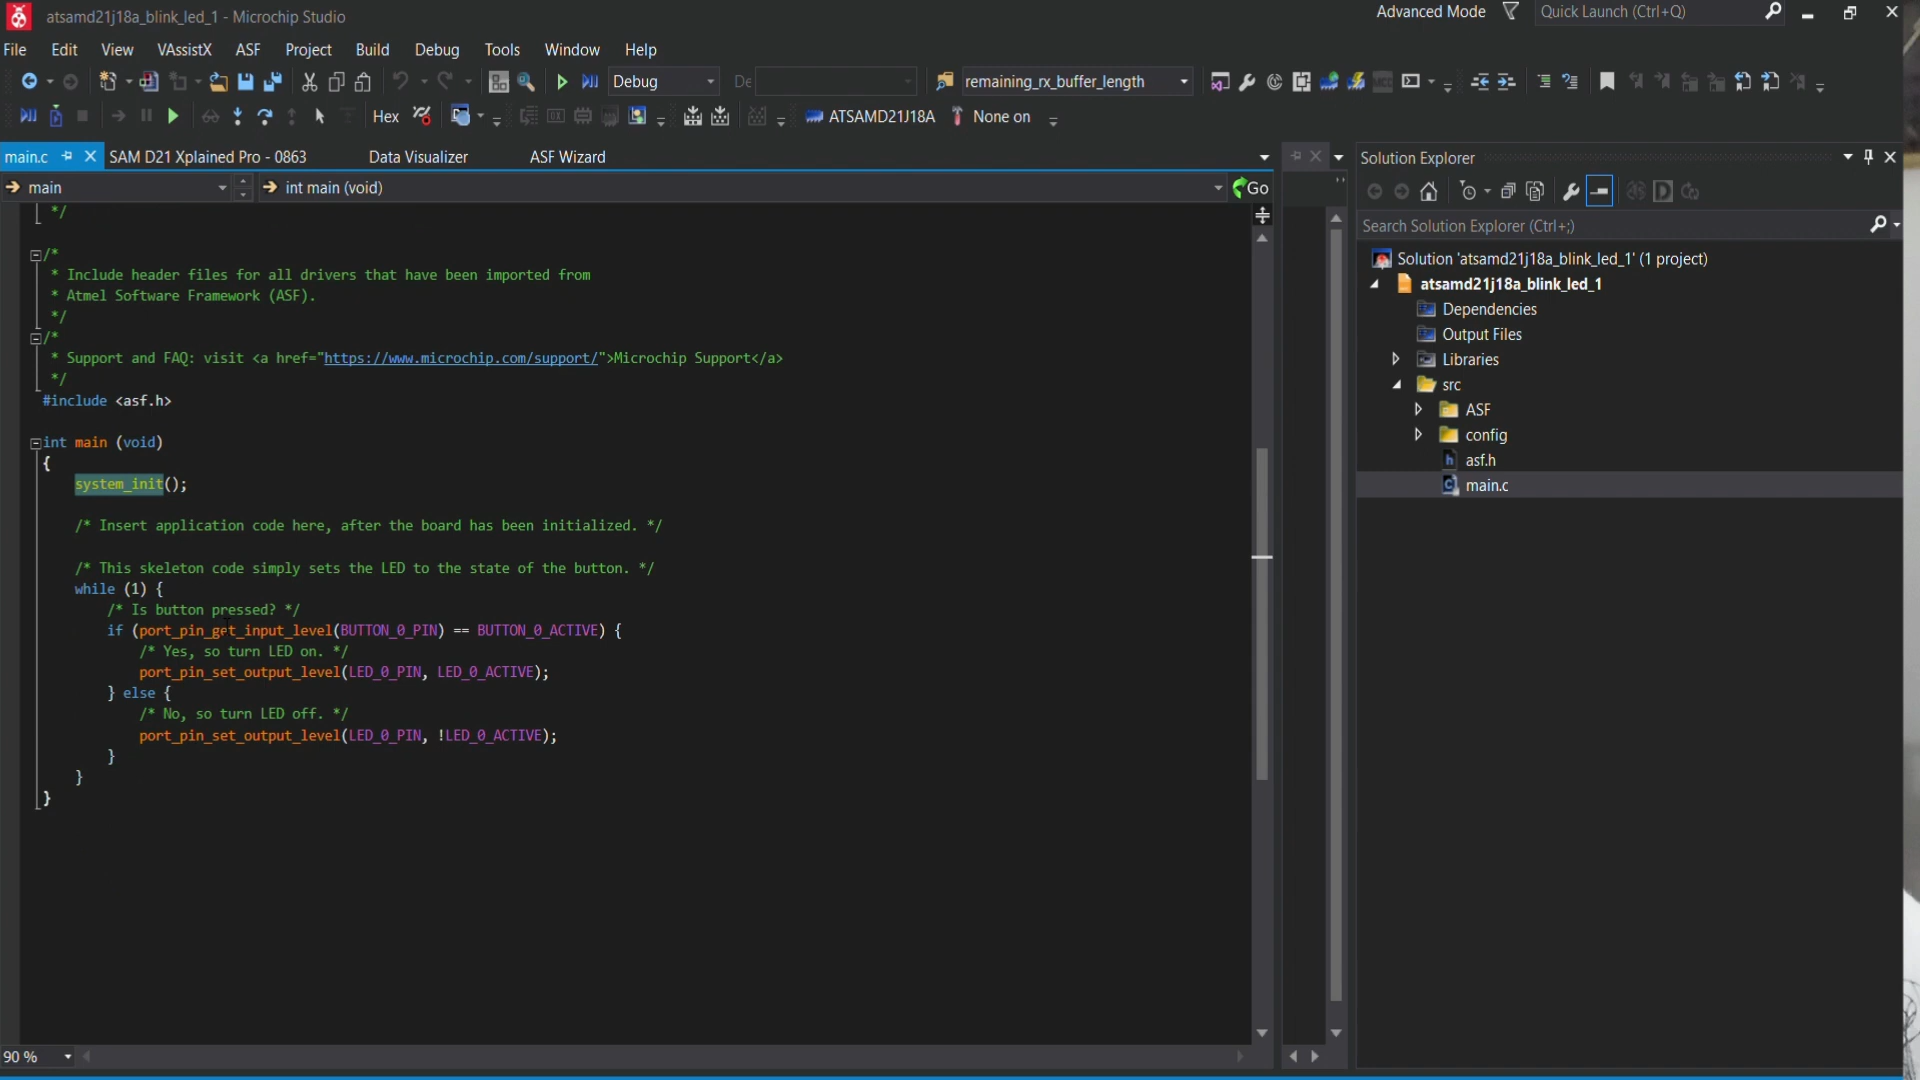 atsamd21j18a_blink_led_1 - Microchip Studio
Advanced Mode
Quick Launch (Ctrl+Q)
File Edit View VAssistX ASF Project Build Debug Tools Window Help
Debug
remaining_rx_buffer_length
Hex
ATSAMD21J18A
None on
main.c
SAM D21 Xplained Pro - 0863
Data Visualizer
ASF Wizard
main
int main (void)
Go
*/
/*
* Include header files for all drivers that have been imported from
* Atmel Software Framework (ASF).
*/
/*
* Support and FAQ: visit <a href="https://www.microchip.com/support/">Microchip Support</a>
*/
#include <asf.h>
int main (void)
{
system_init();
/* Insert application code here, after the board has been initialized. */
/* This skeleton code simply sets the LED to the state of the button. */
while (1) {
/* Is button pressed? */
if (port_pin_get_input_level(BUTTON_0_PIN) == BUTTON_0_ACTIVE) {
/* Yes, so turn LED on. */
port_pin_set_output_level(LED_0_PIN, LED_0_ACTIVE);
} else {
/* No, so turn LED off. */
port_pin_set_output_level(LED_0_PIN, !LED_0_ACTIVE);
}
}
}
90 %
Solution Explorer
Search Solution Explorer (Ctrl+;)
Solution 'atsamd21j18a_blink_led_1' (1 project)
atsamd21j18a_blink_led_1
Dependencies
Output Files
Libraries
src
ASF
config
asf.h
main.c